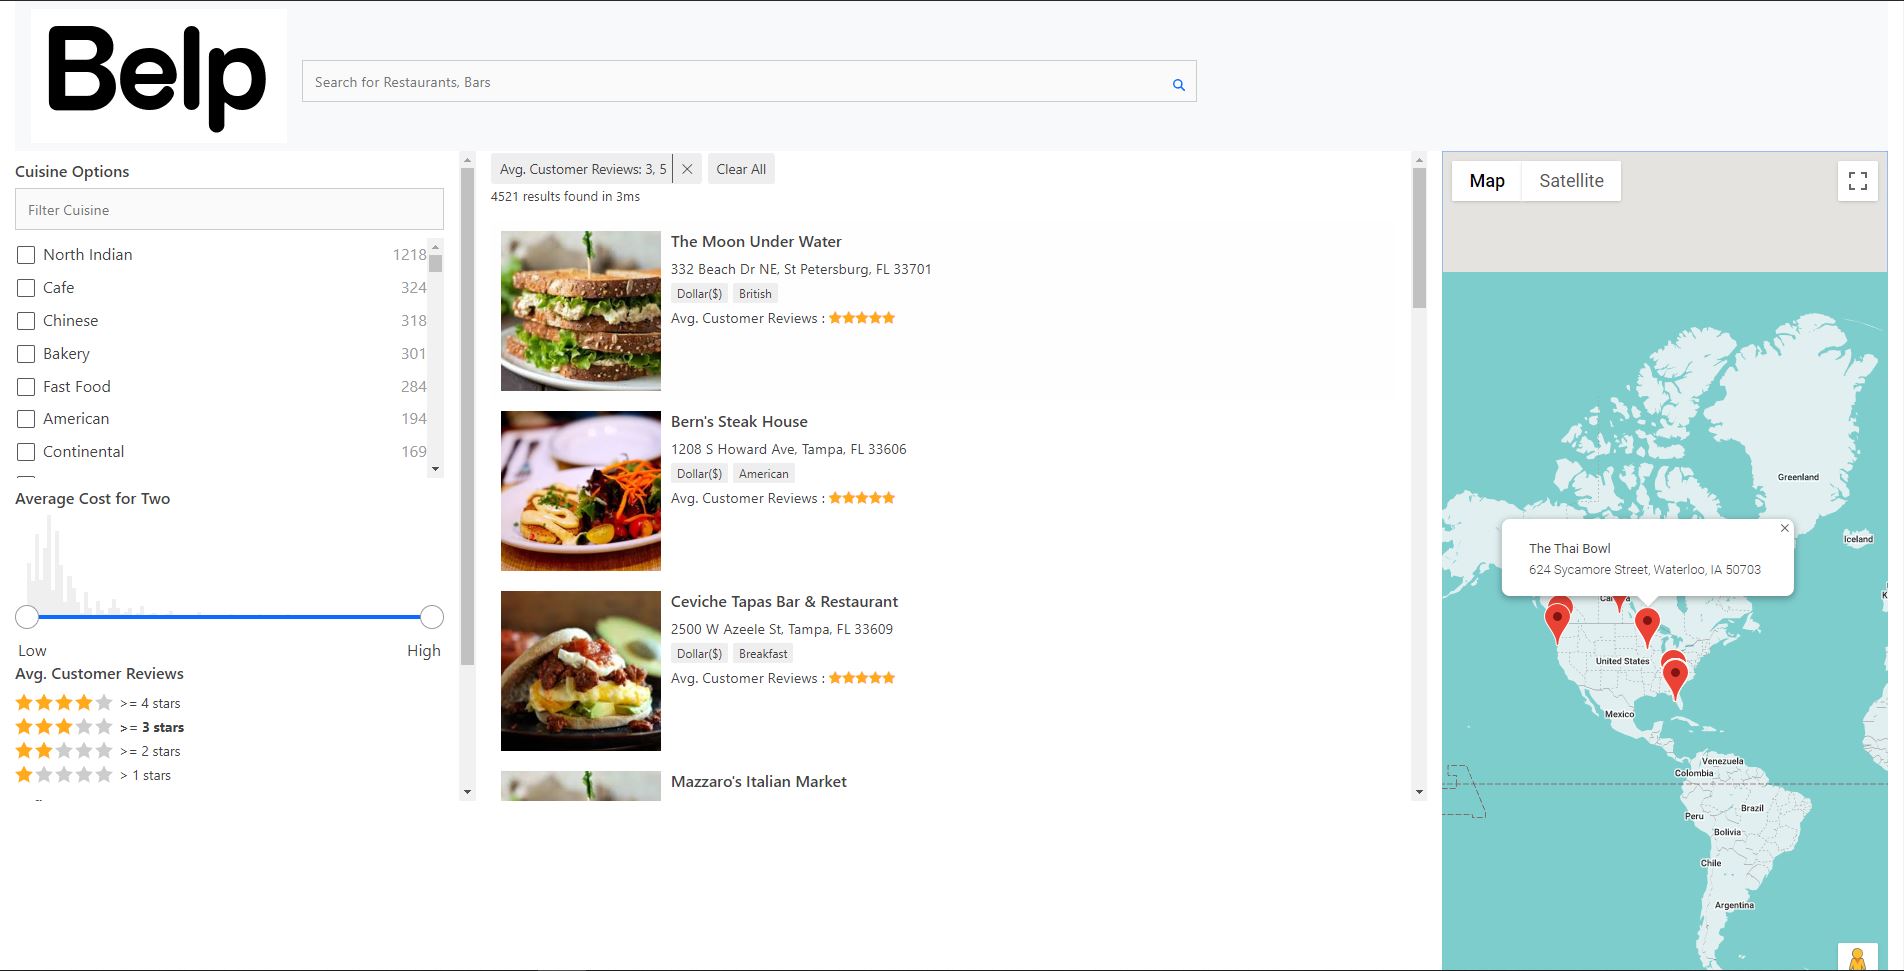 Belp
Search for Restaurants, Bars
Cuisine Options
Filter Cuisine
North Indian 1218
Cafe 324
Chinese 318
Bakery 301
Fast Food 284
American 194
Continental 169
Average Cost for Two
Low High
Avg. Customer Reviews
>= 4 stars
>= 3 stars
>= 2 stars
> 1 stars
Avg. Customer Reviews: 3, 5
Clear All
4521 results found in 3ms
The Moon Under Water
332 Beach Dr NE, St Petersburg, FL 33701
Dollar($) British
Avg. Customer Reviews :
Bern's Steak House
1208 S Howard Ave, Tampa, FL 33606
Dollar($) American
Avg. Customer Reviews :
Ceviche Tapas Bar & Restaurant
2500 W Azeele St, Tampa, FL 33609
Dollar($) Breakfast
Avg. Customer Reviews :
Mazzaro's Italian Market
Map Satellite
Greenland
Iceland
The Thai Bowl
624 Sycamore Street, Waterloo, IA 50703
United States
Mexico
Venezuela
Colombia
Brazil
Peru
Bolivia
Chile
Argentina